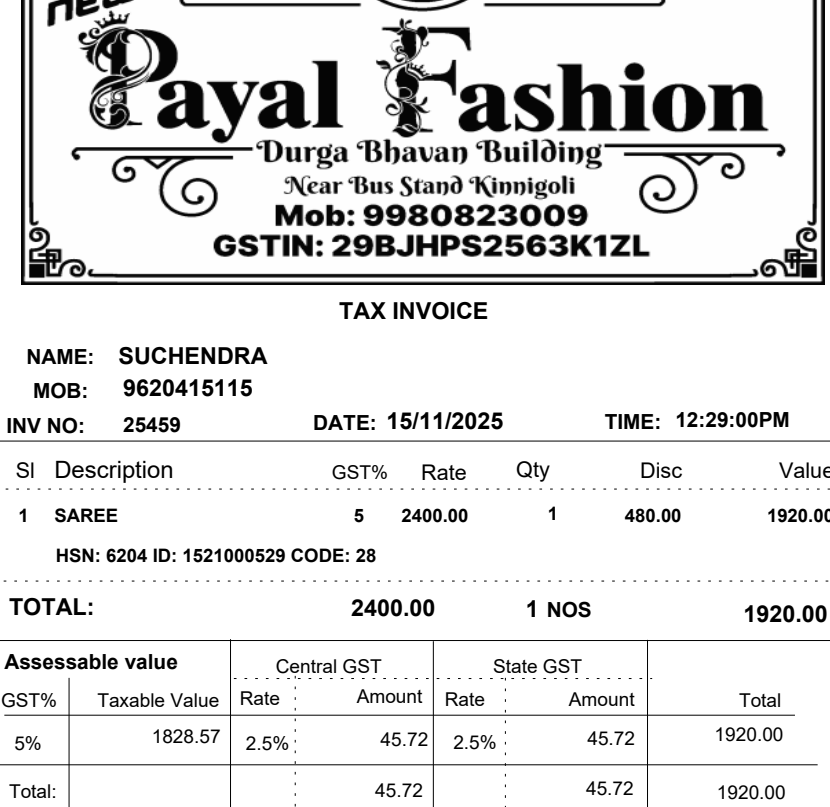 new
Payal Fashion
Durga Bhavan Building
Near Bus Stand Kinnigoli
Mob: 9980823009
GSTIN: 29BJHPS2563K1ZL
TAX INVOICE
NAME: SUCHENDRA
MOB: 9620415115
INV NO: 25459 DATE: 15/11/2025 TIME: 12:29:00PM
Sl Description GST% Rate Qty Disc Value
1 SAREE 5 2400.00 1 480.00 1920.00
HSN: 6204 ID: 1521000529 CODE: 28
TOTAL: 2400.00 1 NOS 1920.00
Assessable value Central GST State GST
GST% Taxable Value Rate Amount Rate Amount Total
5% 1828.57 2.5% 45.72 2.5% 45.72 1920.00
Total: 45.72 45.72 1920.00